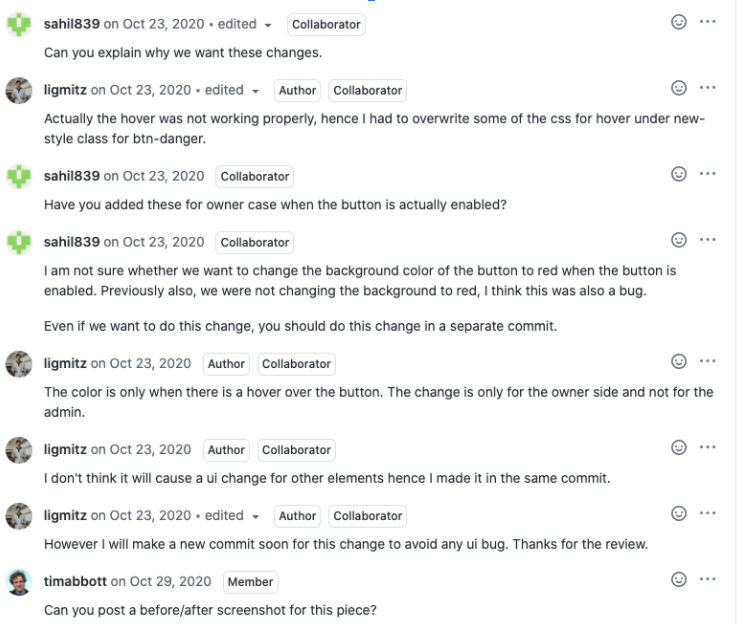 sahil839 on Oct 23, 2020 • edited Collaborator
Can you explain why we want these changes.
ligmitz on Oct 23, 2020 • edited Author Collaborator
Actually the hover was not working properly, hence I had to overwrite some of the css for hover under new-
style class for btn-danger.
sahil839 on Oct 23, 2020 Collaborator
Have you added these for owner case when the button is actually enabled?
sahil839 on Oct 23, 2020 Collaborator
I am not sure whether we want to change the background color of the button to red when the button is
enabled. Previously also, we were not changing the background to red, I think this was also a bug.
Even if we want to do this change, you should do this change in a separate commit.
ligmitz on Oct 23, 2020 Author Collaborator
The color is only when there is a hover over the button. The change is only for the owner side and not for the
admin.
ligmitz on Oct 23, 2020 Author Collaborator
I don't think it will cause a ui change for other elements hence I made it in the same commit.
ligmitz on Oct 23, 2020 • edited Author Collaborator
However I will make a new commit soon for this change to avoid any ui bug. Thanks for the review.
timabbott on Oct 29, 2020 Member
Can you post a before/after screenshot for this piece?